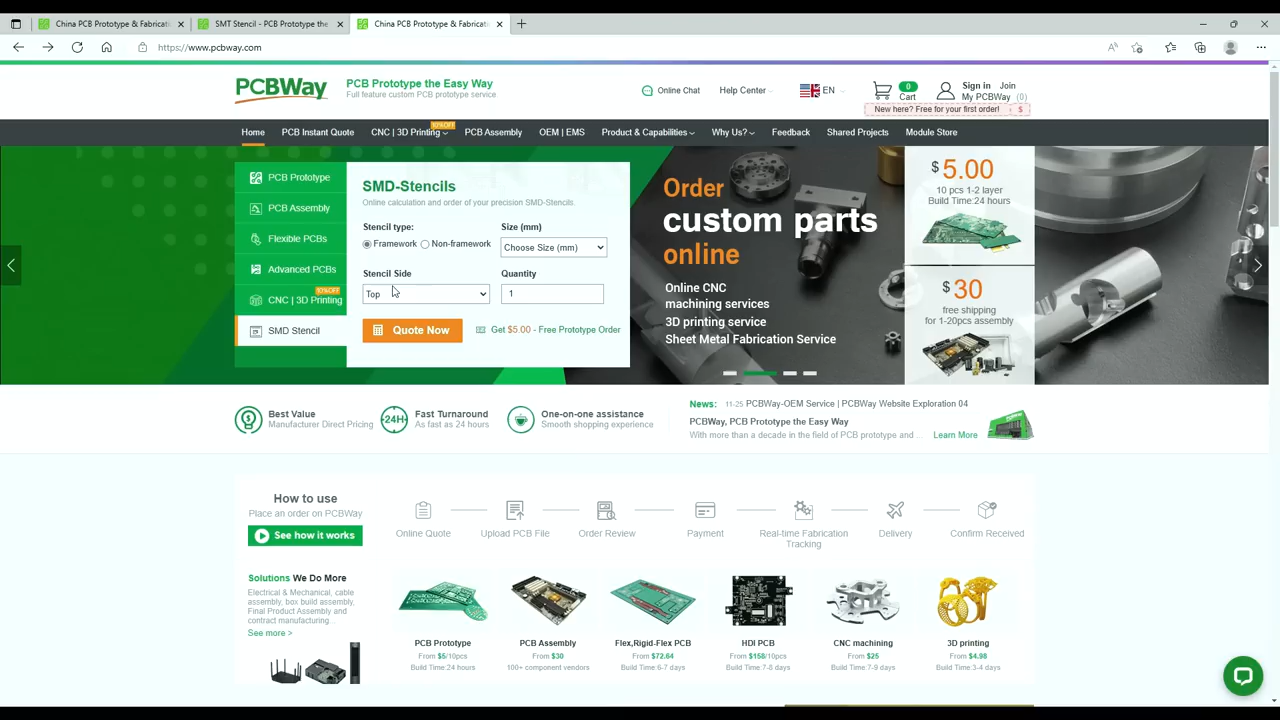 China PCB Prototype & Fabricati
SMT Stencil - PCB Prototype the
China PCB Prototype & Fabricati
https://www.pcbway.com
PCBWay
PCB Prototype the Easy Way
Full feature custom PCB prototype service
Online Chat
Help Center
EN
0
Cart
Sign in Join
My PCBWay (0)
New here? Free for your first order! $
10%OFF
Home
PCB Instant Quote
CNC | 3D Printing
PCB Assembly
OEM | EMS
Product & Capabilities
Why Us?
Feedback
Shared Projects
Module Store
PCB Prototype
PCB Assembly
Flexible PCBs
Advanced PCBs
10%OFF
CNC | 3D Printing
SMD Stencil
SMD-Stencils
Online calculation and order of your precision SMD-Stencils.
Stencil type:
Size (mm)
Framework
Non-framework
Choose Size (mm)
Stencil Side
Quantity
Top
1
Quote Now
Get $5.00 - Free Prototype Order
Order
custom parts
online
Online CNC
machining services
3D printing service
Sheet Metal Fabrication Service
$5.00
10 pcs 1-2 layer
Build Time:24 hours
$30
free shipping
for 1-20pcs assembly
Best Value
Manufacturer Direct Pricing
24H
Fast Turnaround
As fast as 24 hours
One-on-one assistance
Smooth shopping experience
News: 11-25 PCBWay-OEM Service | PCBWay Website Exploration 04
PCBWay, PCB Prototype the Easy Way
With more than a decade in the field of PCB prototype and ...
Learn More
How to use
Place an order on PCBWay
See how it works
Online Quote
Upload PCB File
Order Review
Payment
Real-time Fabrication
Tracking
Delivery
Confirm Received
Solutions We Do More
Electrical & Mechanical, cable
assembly, box build assembly,
Final Product Assembly and
contract manufacturing...
See more >
PCB Prototype
From $5/10pcs
Build Time:24 hours
PCB Assembly
From $30
100+ component vendors
Flex,Rigid-Flex PCB
From $72.64
Build Time:6-7 days
HDI PCB
From $158/10pcs
Build Time:7-8 days
CNC machining
From $25
Build Time:7-9 days
3D printing
From $4.98
Build Time:3-4 days